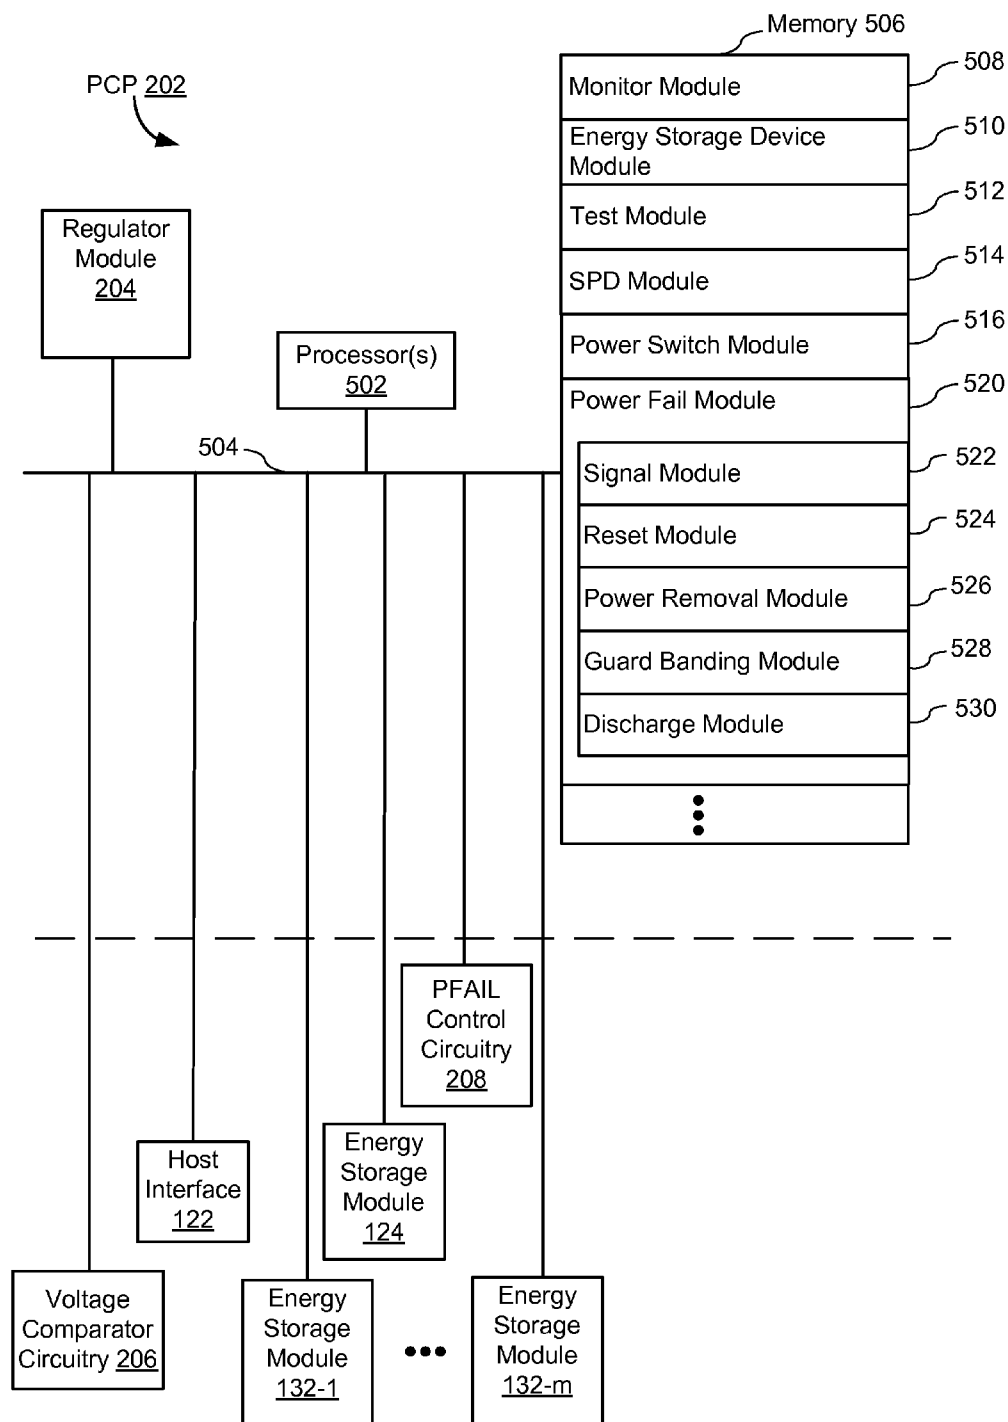 Memory 506
PCP 202
Monitor Module
508
Energy Storage Device
Module
510
Test Module
512
SPD Module
514
Power Switch Module
516
Power Fail Module
520
Signal Module
522
Reset Module
524
Power Removal Module
526
Guard Banding Module
528
Discharge Module
530
Regulator
Module
204
Processor(s)
502
504
PFAIL
Control
Circuitry
208
Energy
Storage
Module
124
Host
Interface
122
Voltage
Comparator
Circuitry 206
Energy
Storage
Module
132-1
Energy
Storage
Module
132-m